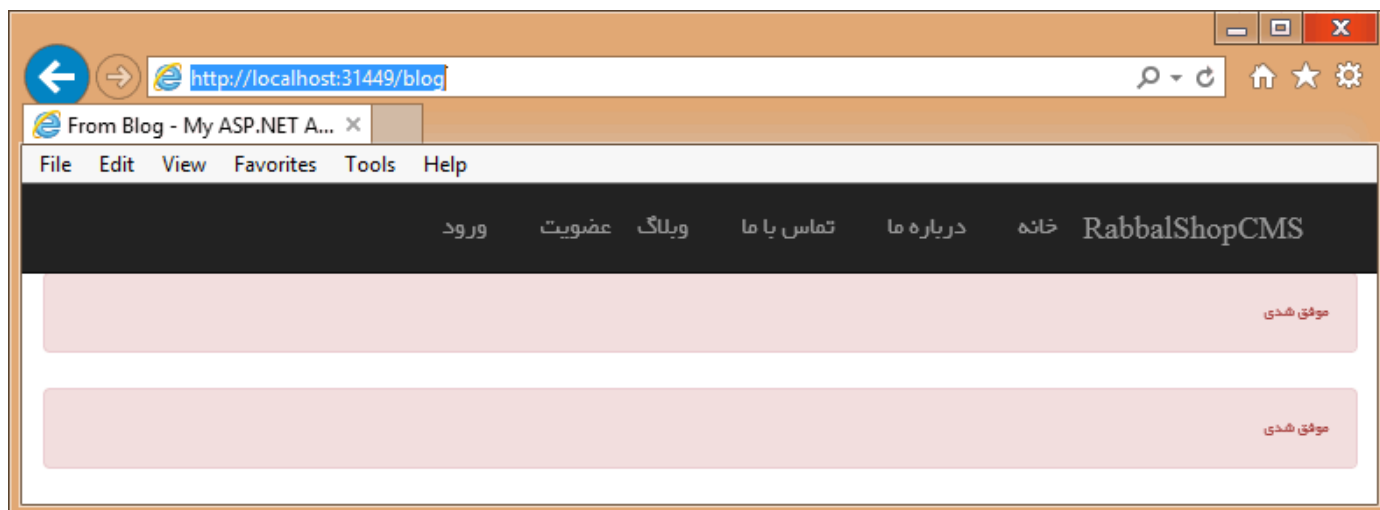 http://localhost:31449/blog
From Blog - My ASP.NET A...
File Edit View Favorites Tools Help
RabbalShopCMS خانه درباره ما تماس با ما وبلاگ عضویت ورود
موفق شدی
موفق شدی